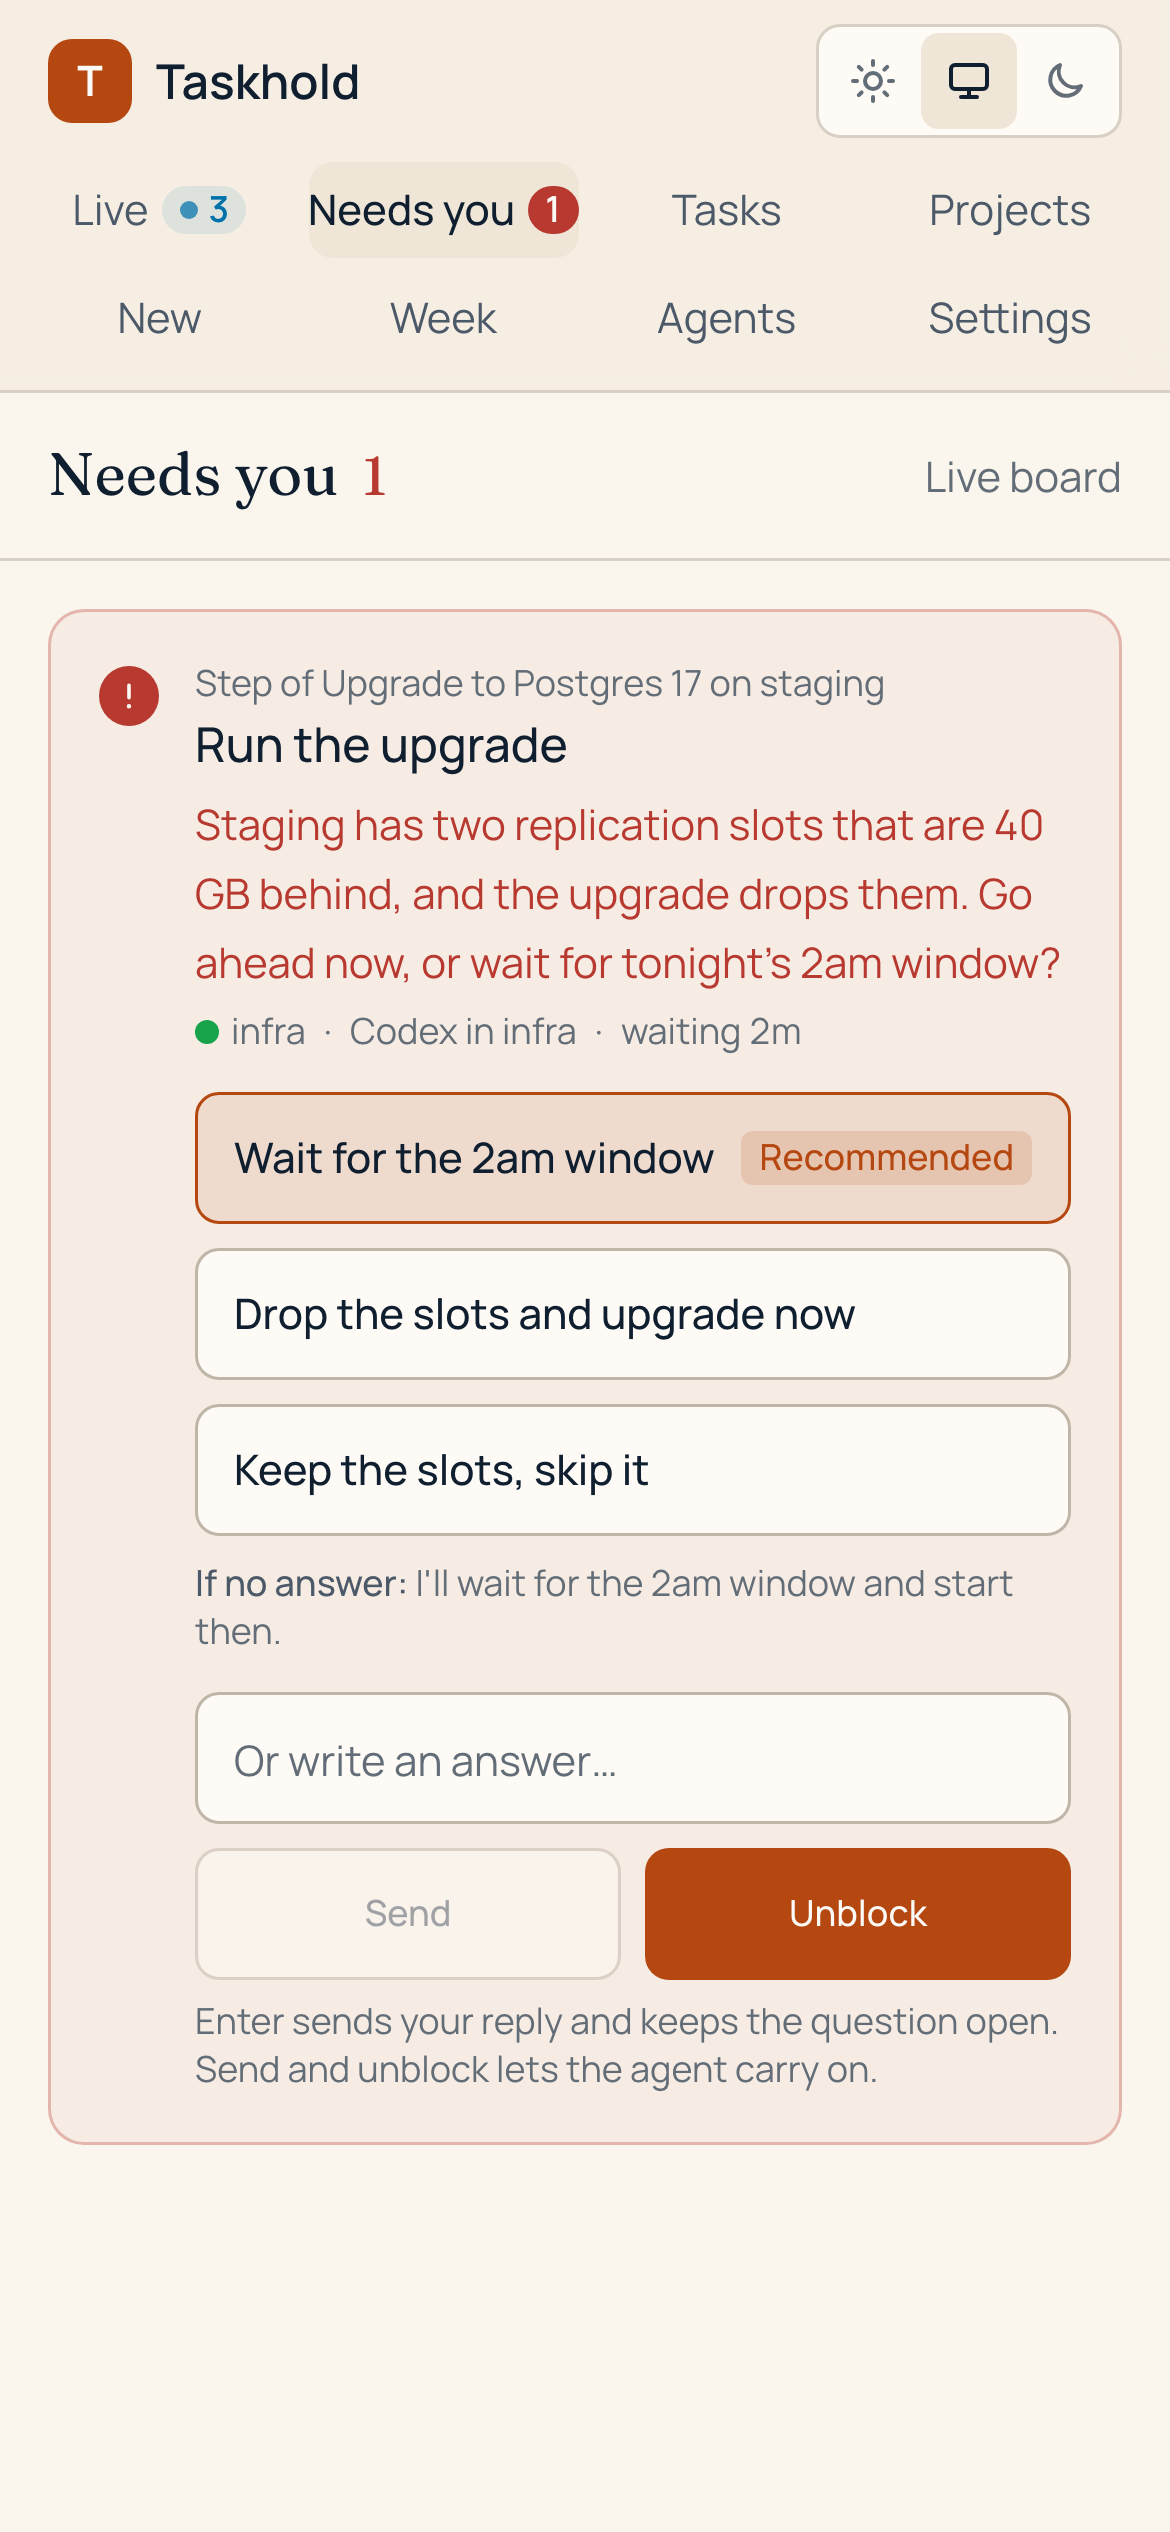 T Taskhold
Live 3 Needs you 1 Tasks Projects
New Week Agents Settings
Needs you 1 Live board
! Step of Upgrade to Postgres 17 on staging
Run the upgrade
Staging has two replication slots that are 40
GB behind, and the upgrade drops them. Go
ahead now, or wait for tonight’s 2am window?
infra · Codex in infra · waiting 2m
Wait for the 2am window Recommended
Drop the slots and upgrade now
Keep the slots, skip it
If no answer: I'll wait for the 2am window and start
then.
Or write an answer…
Send Unblock
Enter sends your reply and keeps the question open.
Send and unblock lets the agent carry on.